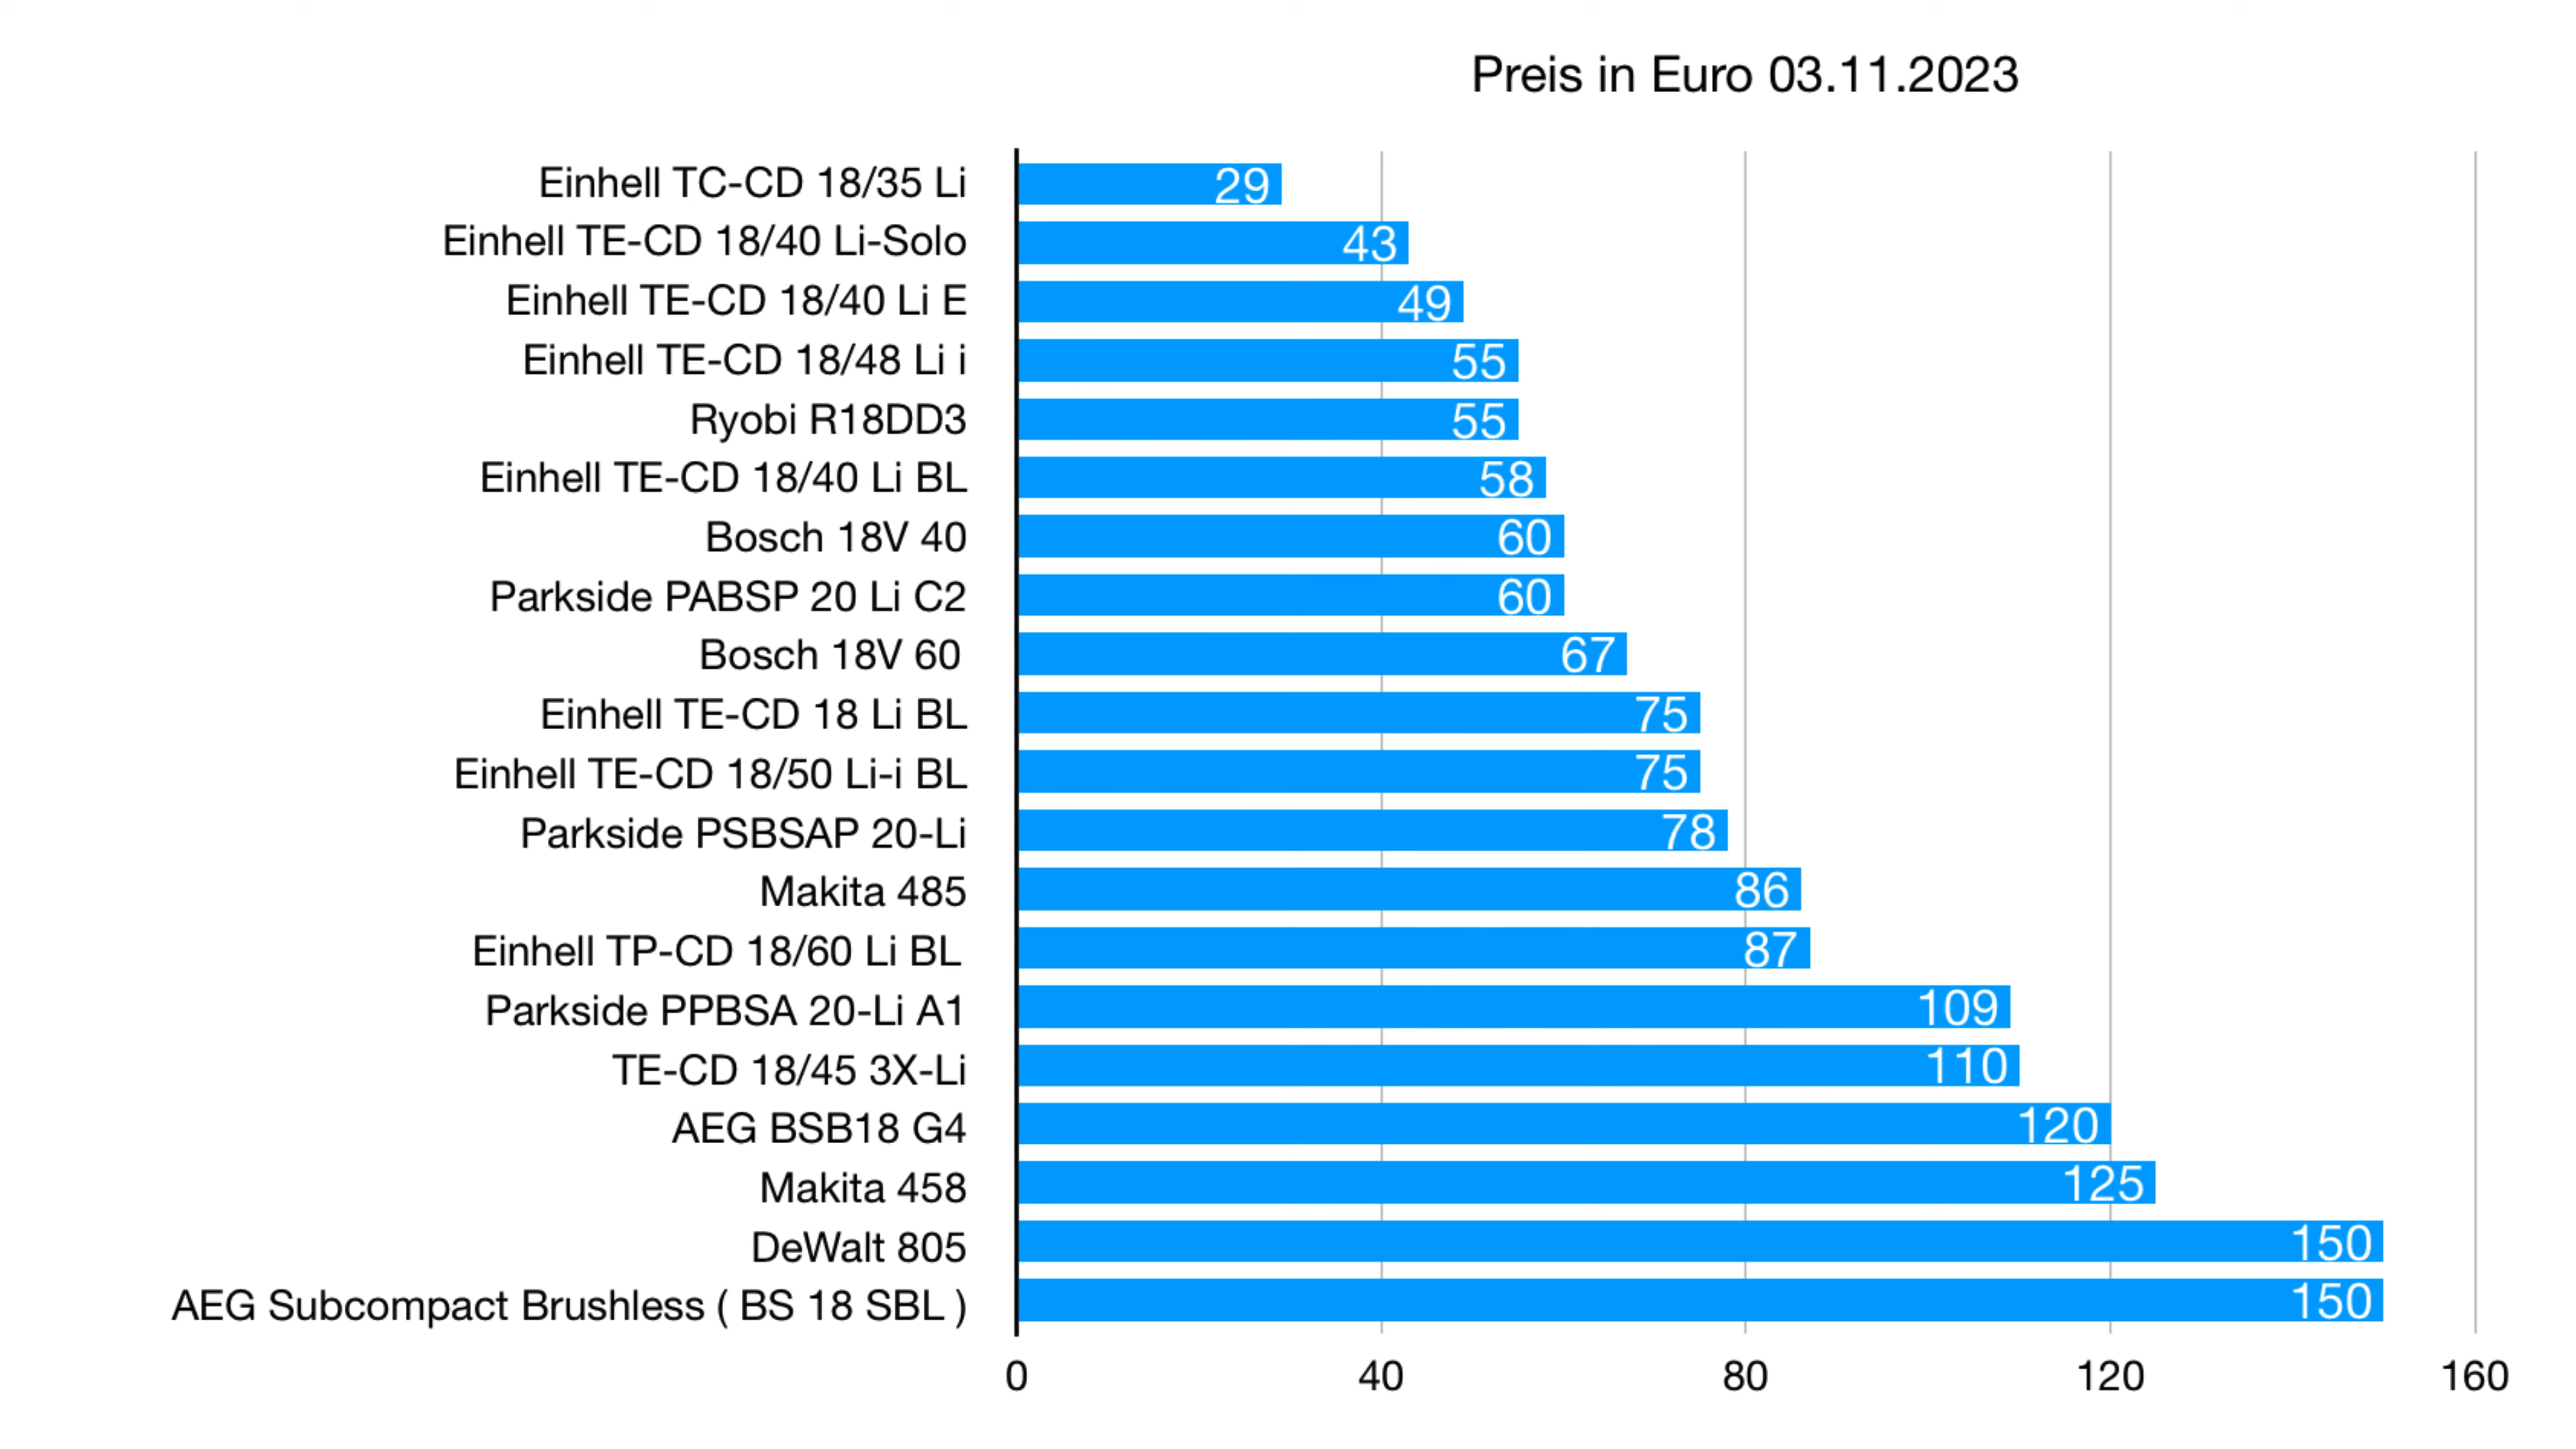 Preis in Euro 03.11.2023
Einhell TC-CD 18/35 Li 29
Einhell TE-CD 18/40 Li-Solo 43
Einhell TE-CD 18/40 Li E 49
Einhell TE-CD 18/48 Li i 55
Ryobi R18DD3 55
Einhell TE-CD 18/40 Li BL 58
Bosch 18V 40 60
Parkside PABSP 20 Li C2 60
Bosch 18V 60 67
Einhell TE-CD 18 Li BL 75
Einhell TE-CD 18/50 Li-i BL 75
Parkside PSBSAP 20-Li 78
Makita 485 86
Einhell TP-CD 18/60 Li BL 87
Parkside PPBSA 20-Li A1 109
TE-CD 18/45 3X-Li 110
AEG BSB18 G4 120
Makita 458 125
DeWalt 805 150
AEG Subcompact Brushless ( BS 18 SBL ) 150
0 40 80 120 160